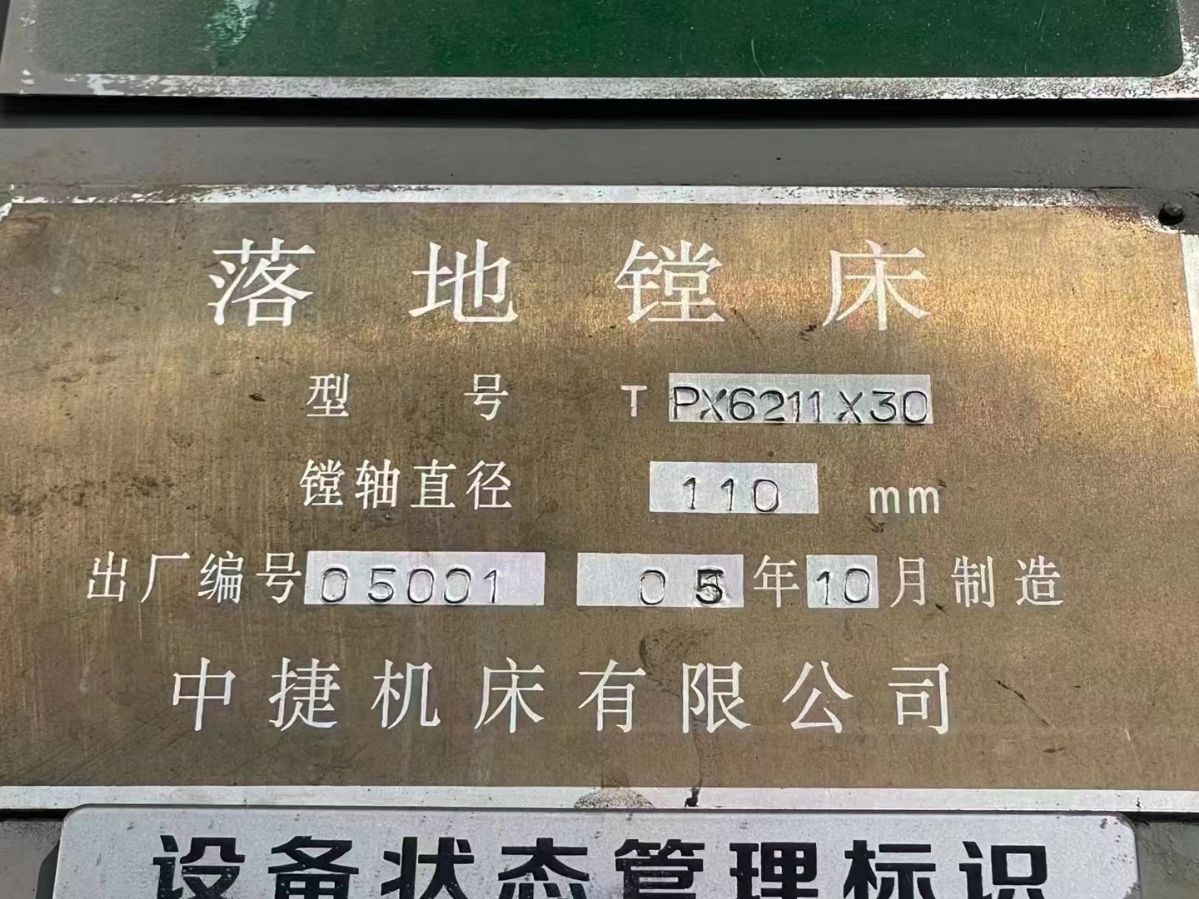 落地镗床
型号 TPX6211X30
镗轴直径 110 mm
出厂编号 05001 05年10月制造
中捷机床有限公司
设备状态管理标识